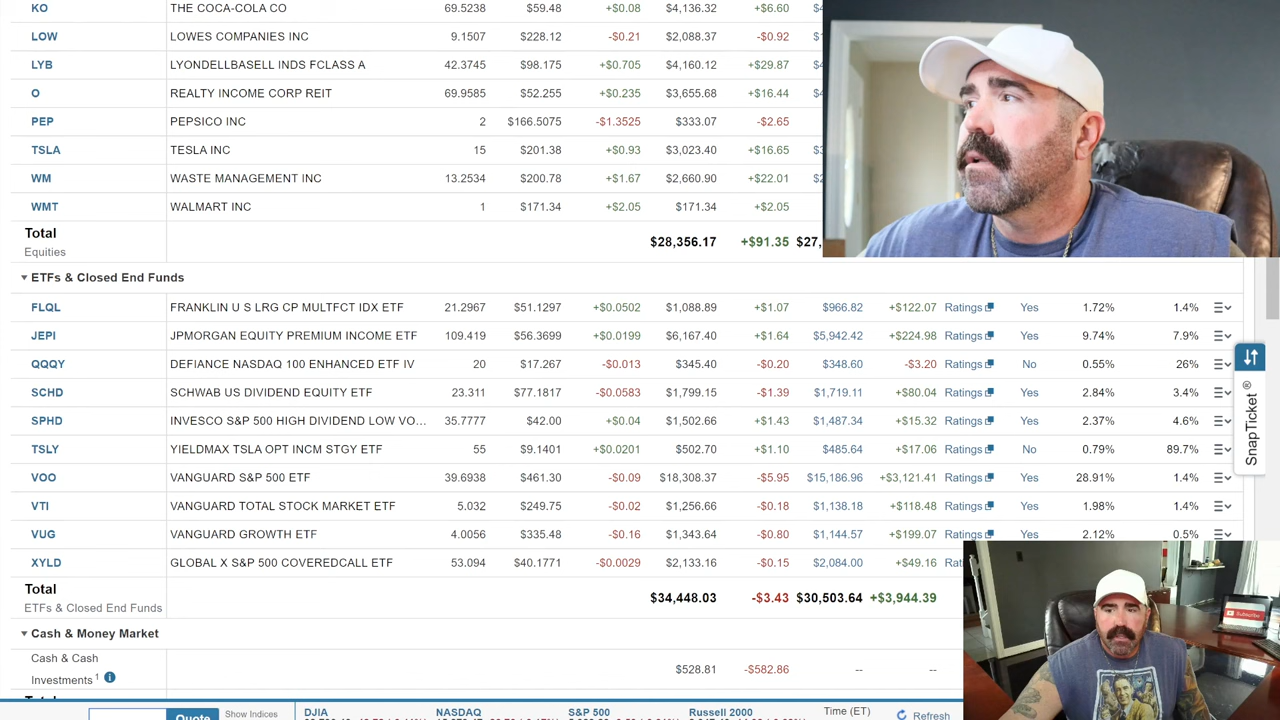 KO THE COCA-COLA CO 69.5238 $59.48 +$0.08 $4,136.32 +$6.60
LOW LOWES COMPANIES INC 9.1507 $228.12 -$0.21 $2,088.37 -$0.92
LYB LYONDELLBASELL INDS FCLASS A 42.3745 $98.175 +$0.705 $4,160.12 +$29.87
O REALTY INCOME CORP REIT 69.9585 $52.255 +$0.235 $3,655.68 +$16.44
PEP PEPSICO INC 2 $166.5075 -$1.3525 $333.07 -$2.65
TSLA TESLA INC 15 $201.38 +$0.93 $3,023.40 +$16.65
WM WASTE MANAGEMENT INC 13.2534 $200.78 +$1.67 $2,660.90 +$22.01
WMT WALMART INC 1 $171.34 +$2.05 $171.34 +$2.05
Total
Equities $28,356.17 +$91.35 $27,
ETFs & Closed End Funds
FLQL FRANKLIN U S LRG CP MULTFCT IDX ETF 21.2967 $51.1297 +$0.0502 $1,088.89 +$1.07 $966.82 +$122.07 Ratings Yes 1.72% 1.4%
JEPI JPMORGAN EQUITY PREMIUM INCOME ETF 109.419 $56.3699 +$0.0199 $6,167.40 +$1.64 $5,942.42 +$224.98 Ratings Yes 9.74% 7.9%
QQQY DEFIANCE NASDAQ 100 ENHANCED ETF IV 20 $17.267 -$0.013 $345.40 -$0.20 $348.60 -$3.20 Ratings No 0.55% 26%
SCHD SCHWAB US DIVIDEND EQUITY ETF 23.311 $77.1817 -$0.0583 $1,799.15 -$1.39 $1,719.11 +$80.04 Ratings Yes 2.84% 3.4%
SPHD INVESCO S&P 500 HIGH DIVIDEND LOW VO... 35.7777 $42.00 +$0.04 $1,502.66 +$1.43 $1,487.34 +$15.32 Ratings Yes 2.37% 4.6%
TSLY YIELDMAX TSLA OPT INCM STGY ETF 55 $9.1401 +$0.0201 $502.70 +$1.10 $485.64 +$17.06 Ratings No 0.79% 89.7%
VOO VANGUARD S&P 500 ETF 39.6938 $461.30 -$0.09 $18,308.37 -$5.95 $15,186.96 +$3,121.41 Ratings Yes 28.91% 1.4%
VTI VANGUARD TOTAL STOCK MARKET ETF 5.032 $249.75 -$0.02 $1,256.66 -$0.18 $1,138.18 +$118.48 Ratings Yes 1.98% 1.4%
VUG VANGUARD GROWTH ETF 4.0056 $335.48 -$0.16 $1,343.64 -$0.80 $1,144.57 +$199.07 Ratings Yes 2.12% 0.5%
XYLD GLOBAL X S&P 500 COVEREDCALL ETF 53.094 $40.1771 -$0.0029 $2,133.16 -$0.15 $2,084.00 +$49.16
Total
ETFs & Closed End Funds $34,448.03 -$3.43 $30,503.64 +$3,944.39
Cash & Money Market
Cash & Cash
Investments 1 $528.81 -$582.86 -- --
SnapTicket ®
Subscribe
Quote Show Indices DJIA NASDAQ S&P 500 Russell 2000 Time (ET) Refresh